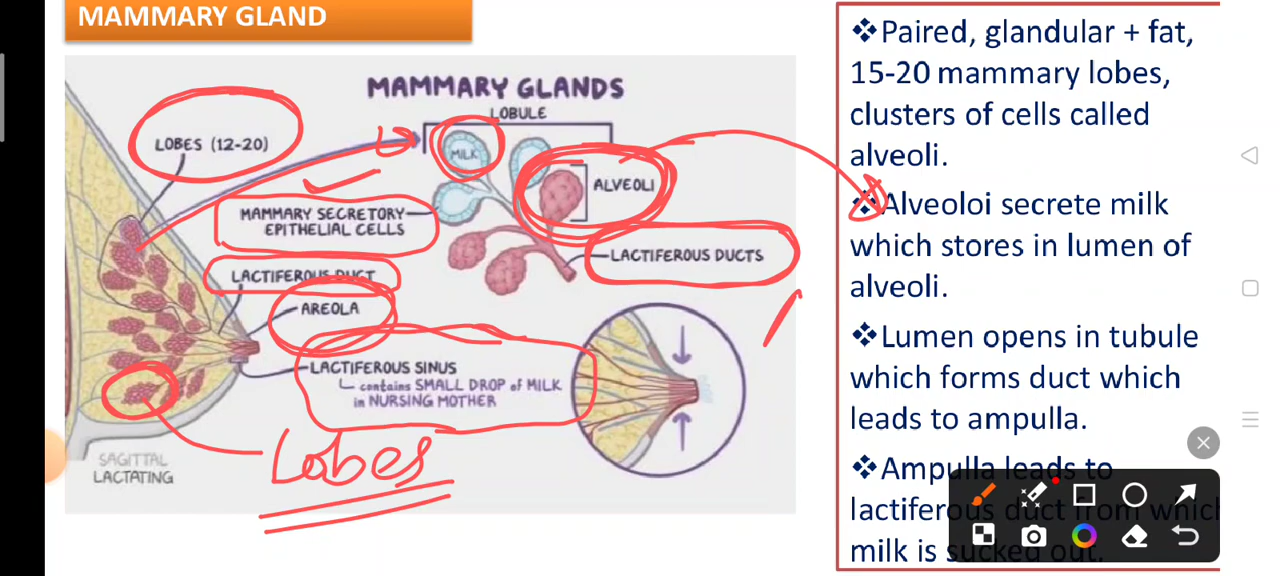 MAMMARY GLAND
MAMMARY GLANDS
LOBULE
LOBES (12-20)
MILK
ALVEOLI
MAMMARY SECRETORY
EPITHELIAL CELLS
LACTIFEROUS DUCTS
LACTIFEROUS DUCT
AREOLA
LACTIFEROUS SINUS
contains SMALL DROP of MILK
in NURSING MOTHER
Lobes
SAGITTAL
LACTATING
❖Paired, glandular + fat,
15-20 mammary lobes,
clusters of cells called
alveoli.
❖Alveoloi secrete milk
which stores in lumen of
alveoli.
❖Lumen opens in tubule
which forms duct which
leads to ampulla.
❖Ampulla leads to
lactiferous duct from which
milk is sucked out.